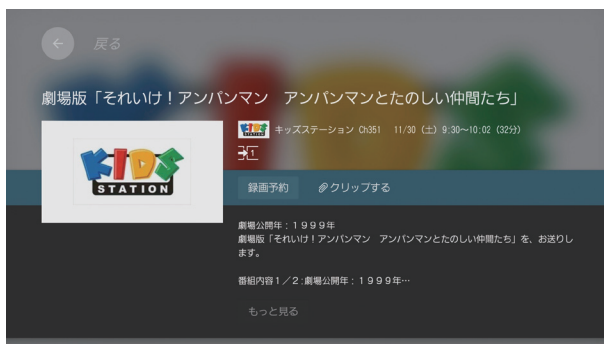 戻る
劇場版「それいけ！アンパンマン　アンパンマンとたのしい仲間たち」
KIDS STATION キッズステーション Ch351 11/30 (土) 9:30〜10:02 (32分)
1
KIDS
STATION
録画予約 クリップする
劇場公開年：１９９９年
劇場版「それいけ！アンパンマン　アンパンマンとたのしい仲間たち」を、お送りし
ます。
番組内容１／２:劇場公開年：１９９９年…
もっと見る